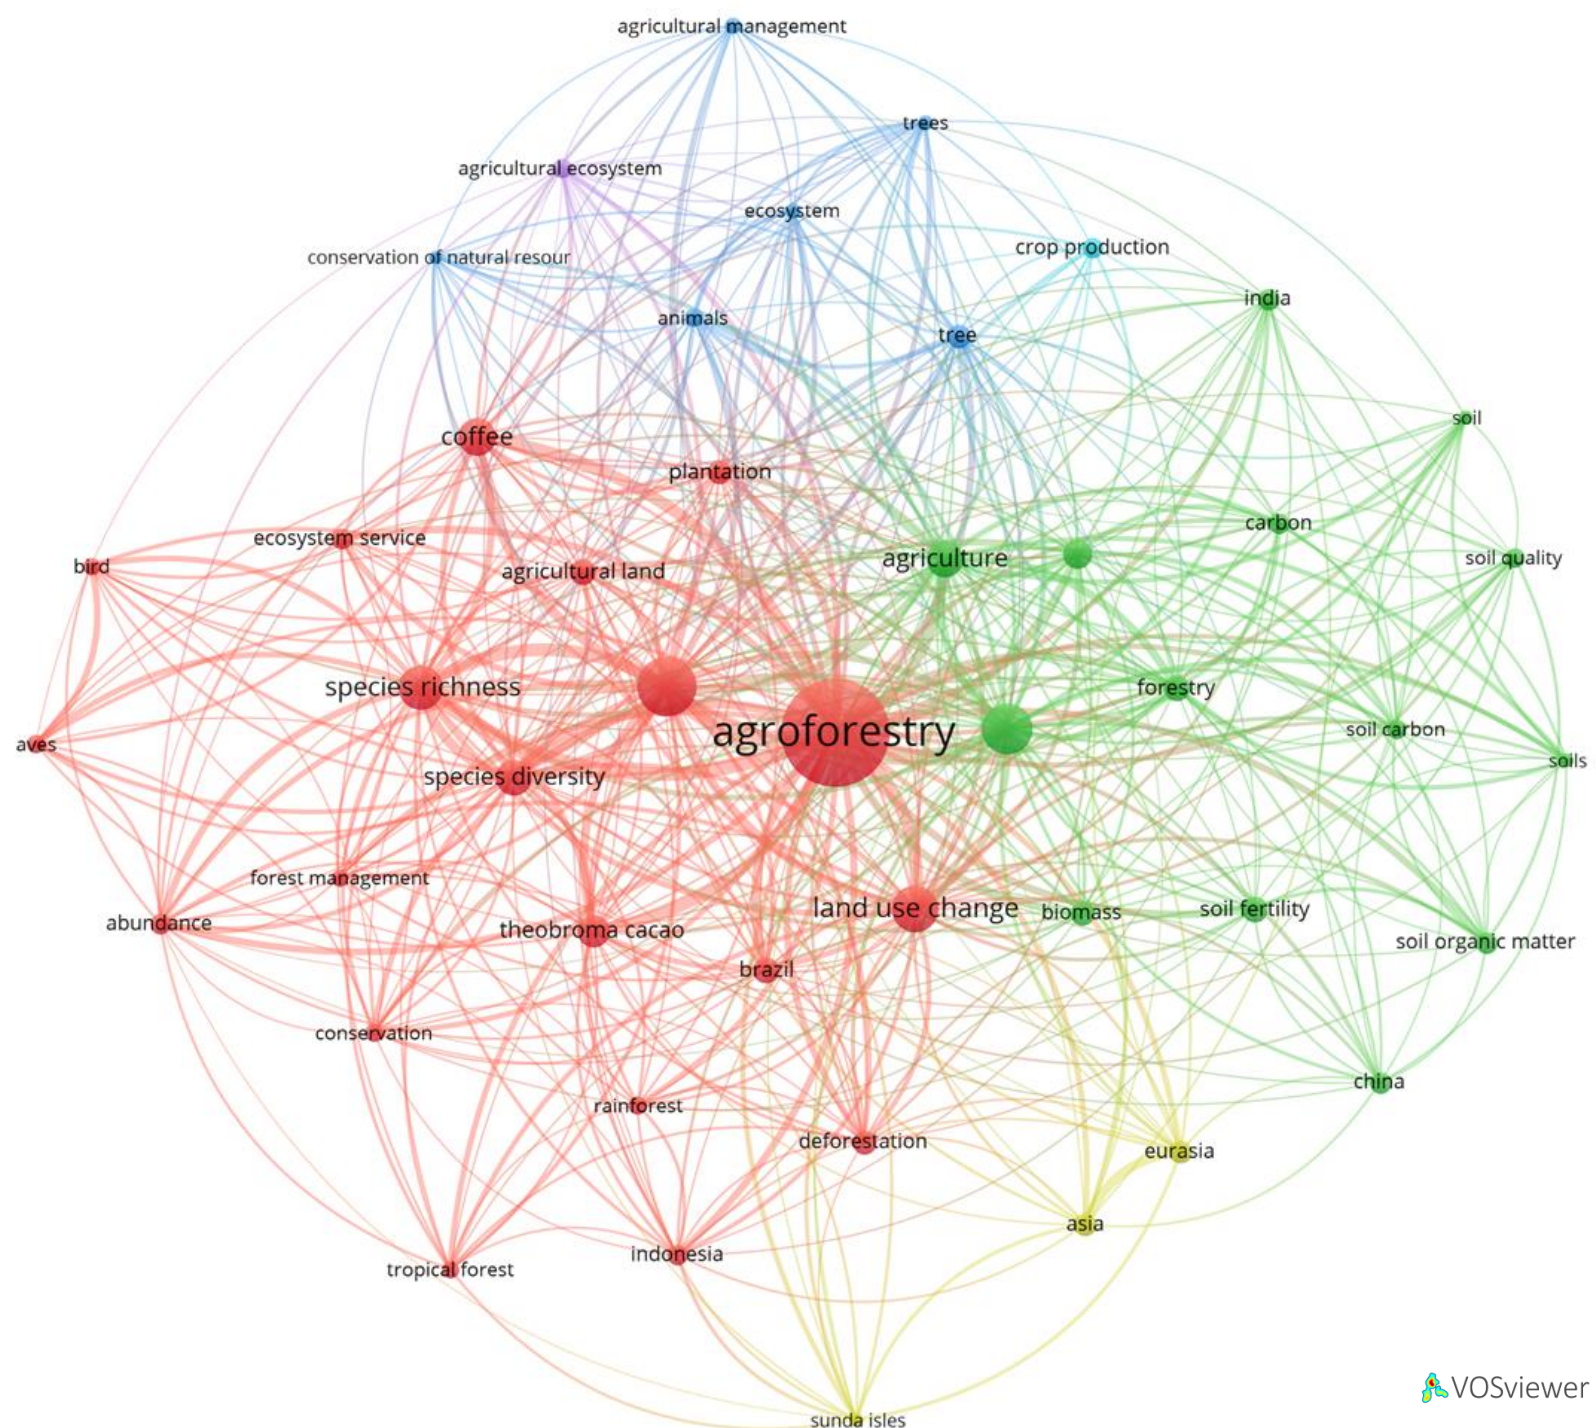 agricultural management
trees
agricultural ecosystem
ecosystem
crop production
conservation of natural resour
india
animals
tree
soil
coffee
plantation
carbon
ecosystem service
agriculture
soil quality
bird
agricultural land
species richness
forestry
agroforestry
soil carbon
aves
soils
species diversity
forest management
land use change
biomass
soil fertility
abundance
theobroma cacao
soil organic matter
brazil
conservation
china
rainforest
deforestation
eurasia
asia
indonesia
tropical forest
VOSviewer
sunda isles